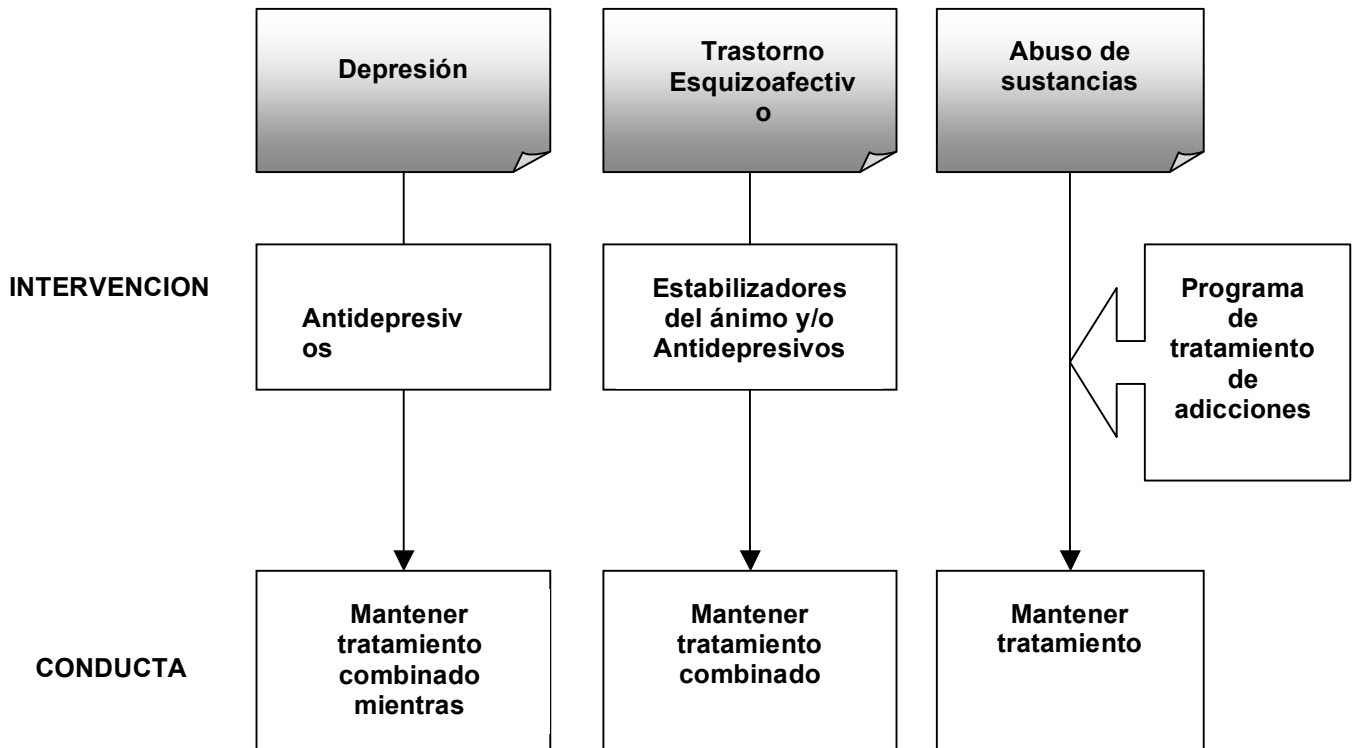 Depresión
Trastorno
Esquizoafectiv
o
Abuso de
sustancias
INTERVENCION
Antidepresiv
os
Estabilizadores
del ánimo y/o
Antidepresivos
Programa
de
tratamiento
de
adicciones
CONDUCTA
Mantener
tratamiento
combinado
mientras
Mantener
tratamiento
combinado
Mantener
tratamiento